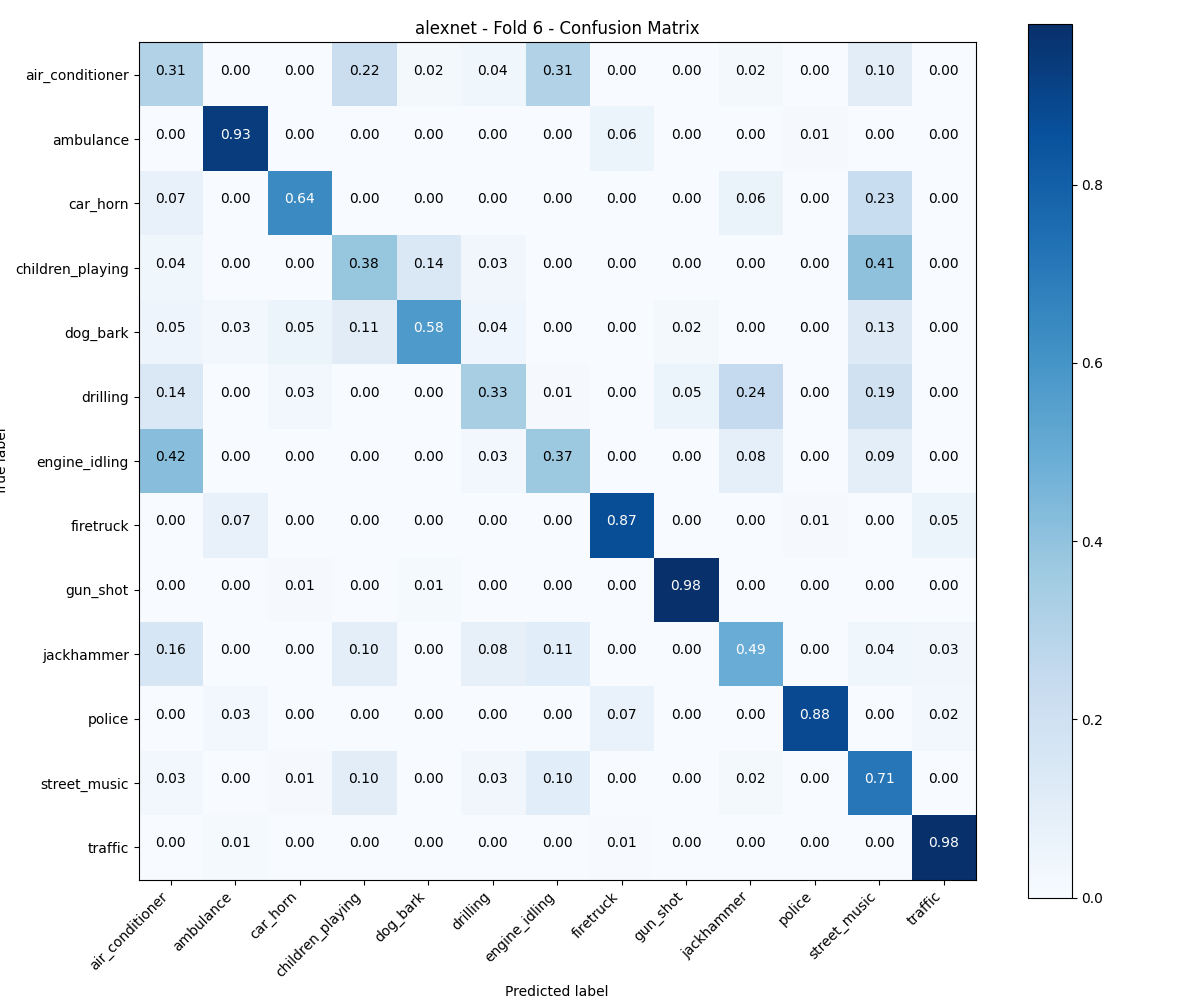 alexnet - Fold 6 - Confusion Matrix
air_conditioner 0.31 0.00 0.00 0.22 0.02 0.04 0.31 0.00 0.00 0.02 0.00 0.10 0.00
ambulance 0.00 0.93 0.00 0.00 0.00 0.00 0.00 0.06 0.00 0.00 0.01 0.00 0.00
car_horn 0.07 0.00 0.64 0.00 0.00 0.00 0.00 0.00 0.00 0.06 0.00 0.23 0.00
children_playing 0.04 0.00 0.00 0.38 0.14 0.03 0.00 0.00 0.00 0.00 0.00 0.41 0.00
dog_bark 0.05 0.03 0.05 0.11 0.58 0.04 0.00 0.00 0.02 0.00 0.00 0.13 0.00
drilling 0.14 0.00 0.03 0.00 0.00 0.33 0.01 0.00 0.05 0.24 0.00 0.19 0.00
engine_idling 0.42 0.00 0.00 0.00 0.00 0.03 0.37 0.00 0.00 0.08 0.00 0.09 0.00
firetruck 0.00 0.07 0.00 0.00 0.00 0.00 0.00 0.87 0.00 0.00 0.01 0.00 0.05
gun_shot 0.00 0.00 0.01 0.00 0.01 0.00 0.00 0.00 0.98 0.00 0.00 0.00 0.00
jackhammer 0.16 0.00 0.00 0.10 0.00 0.08 0.11 0.00 0.00 0.49 0.00 0.04 0.03
police 0.00 0.03 0.00 0.00 0.00 0.00 0.00 0.07 0.00 0.00 0.88 0.00 0.02
street_music 0.03 0.00 0.01 0.10 0.00 0.03 0.10 0.00 0.00 0.02 0.00 0.71 0.00
traffic 0.00 0.01 0.00 0.00 0.00 0.00 0.00 0.01 0.00 0.00 0.00 0.00 0.98
air_conditioner
ambulance
car_horn
children_playing
dog_bark
drilling
engine_idling
firetruck
gun_shot
jackhammer
police
street_music
traffic
Predicted label
0.8
0.6
0.4
0.2
0.0